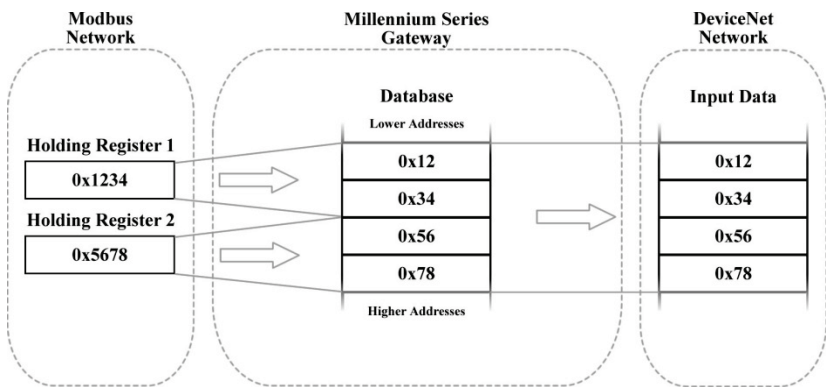 Modbus
Network
Millennium Series
Gateway
DeviceNet
Network
Database
Input Data
Lower Addresses
Holding Register 1
0x1234
0x12
0x12
0x34
0x34
Holding Register 2
0x5678
0x56
0x56
0x78
0x78
Higher Addresses